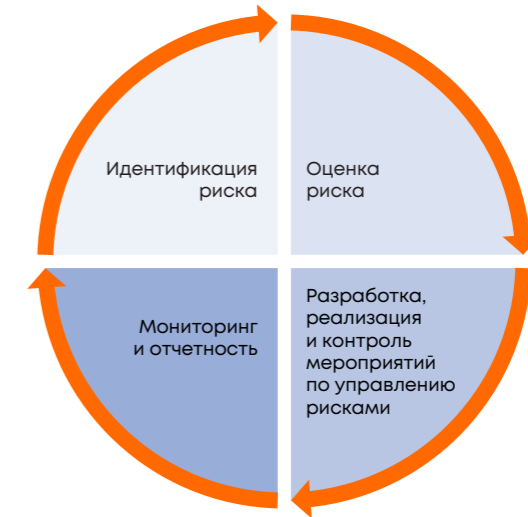 Идентификация
риска
Оценка
риска
Мониторинг
и отчетность
Разработка,
реализация
и контроль
мероприятий
по управлению
рисками